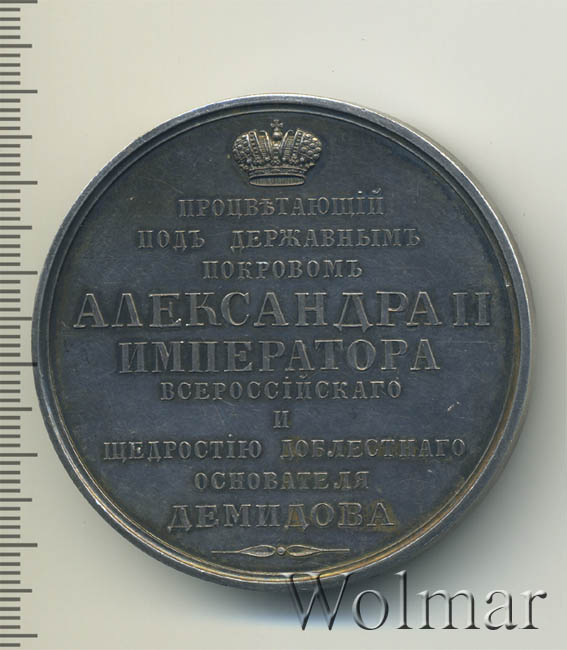 ПРОЦВѢТАЮЩІЙ
ПОДЪ ДЕРЖАВНЫМЪ
ПОКРОВОМЪ
АЛЕКСАНДРА II
ИМПЕРАТОРА
ВСЕРОССІЙСКАГО
И
ЩЕДРОСТІЮ ДОБЛЕСТНАГО
ОСНОВАТЕЛЯ
ДЕМИДОВА
Wolmar